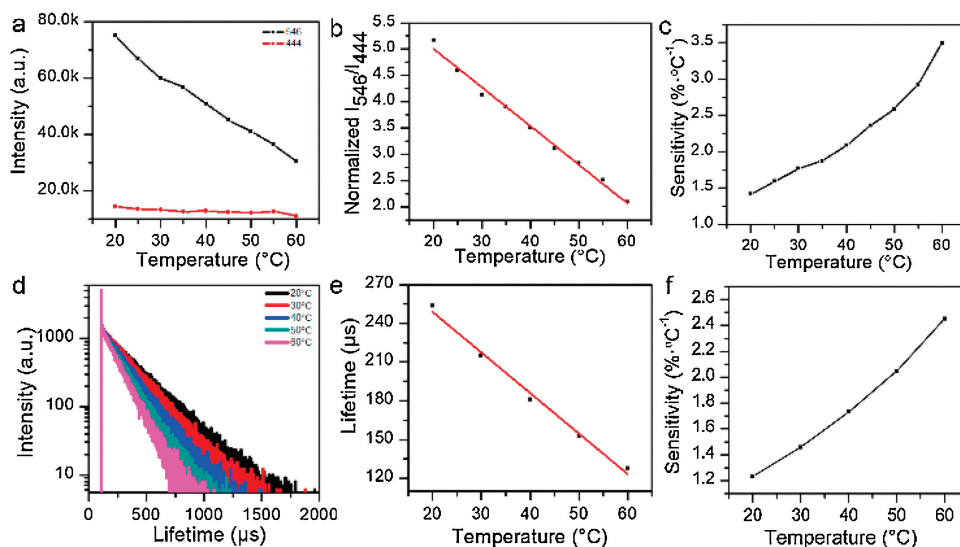 a
80.0k
60.0k
40.0k
20.0k
Intensity (a.u.)
546
444
20 30 40 50 60
Temperature (°C)
b
5.5
5.0
4.5
4.0
3.5
3.0
2.5
2.0
Normalized I546/I444
20 30 40 50 60
Temperature (°C)
c
3.5
3.0
2.5
2.0
1.5
1.0
Sensitivity (%·°C-1)
20 30 40 50 60
Temperature (°C)
d
1000
100
10
Intensity (a.u.)
20°C
30°C
40°C
50°C
60°C
0 500 1000 1500 2000
Lifetime (µs)
e
270
240
210
180
150
120
Lifetime (µs)
20 30 40 50 60
Temperature (°C)
f
2.6
2.4
2.2
2.0
1.8
1.6
1.4
1.2
Sensitivity (%·°C-1)
20 30 40 50 60
Temperature (°C)